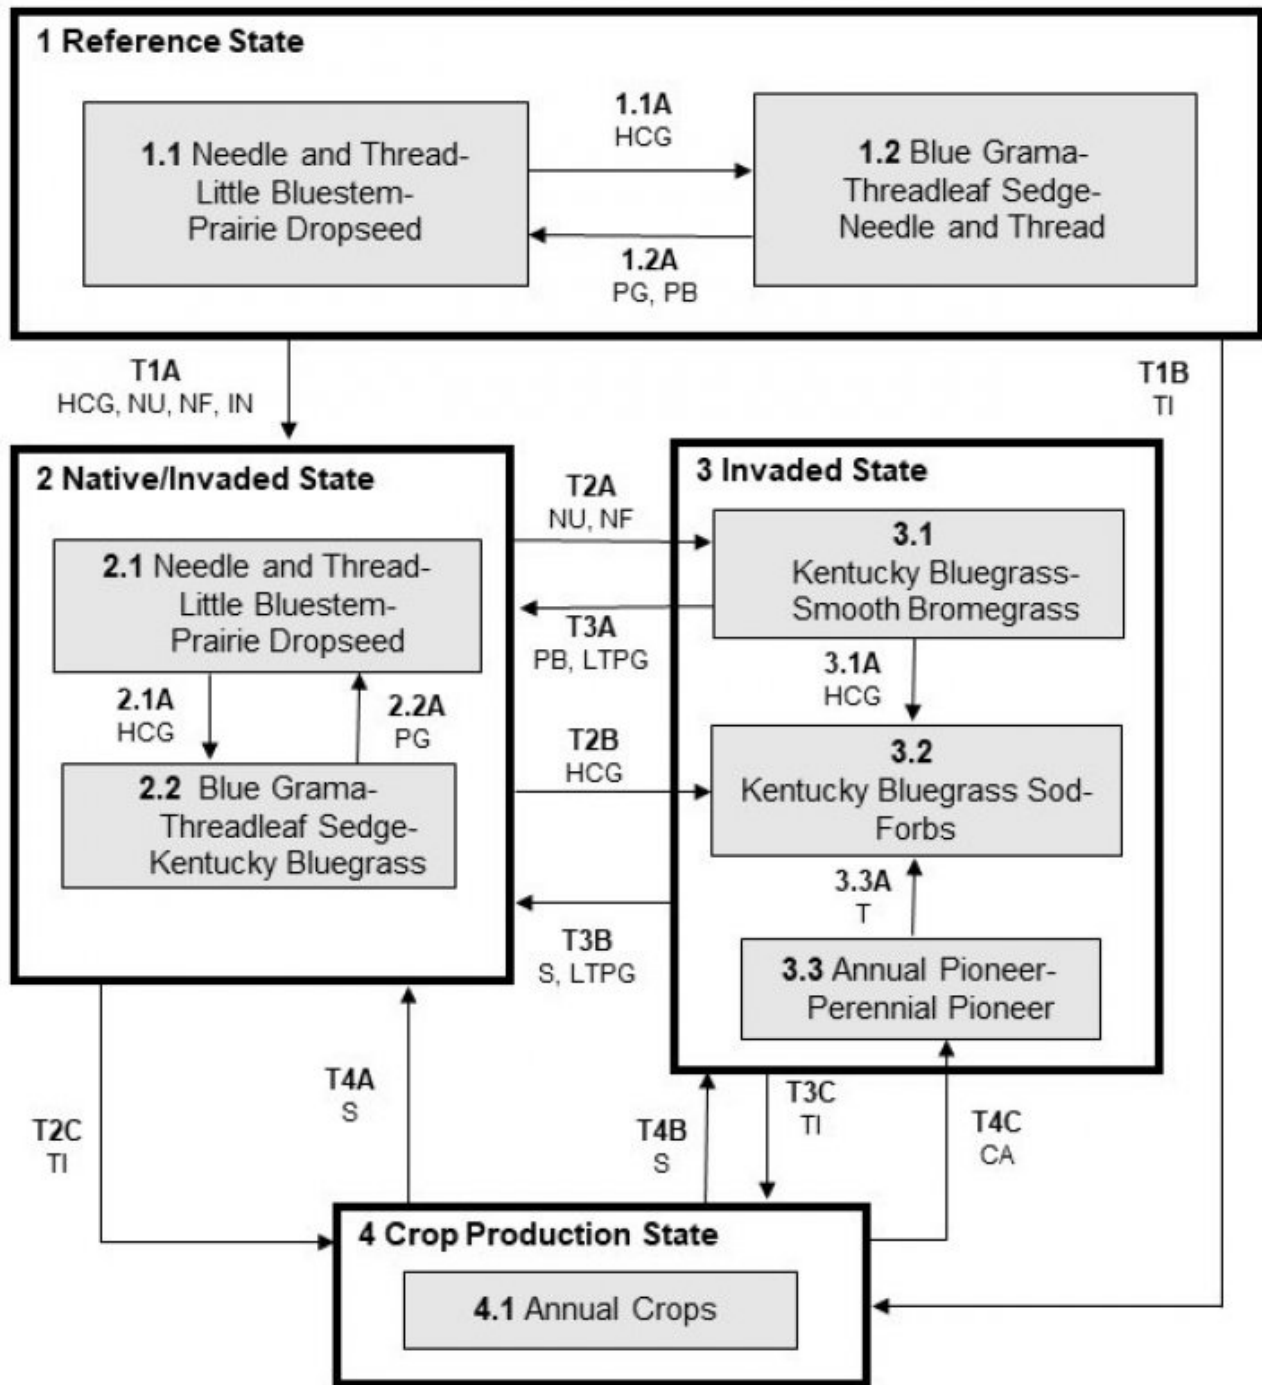 1 Reference State
1.1 Needle and Thread-
Little Bluestem-
Prairie Dropseed
1.1A
HCG
1.2 Blue Grama-
Threadleaf Sedge-
Needle and Thread
1.2A
PG, PB
T1A
HCG, NU, NF, IN
T1B
TI
2 Native/Invaded State
2.1 Needle and Thread-
Little Bluestem-
Prairie Dropseed
2.1A
HCG
2.2A
PG
2.2 Blue Grama-
Threadleaf Sedge-
Kentucky Bluegrass
T2A
NU, NF
T3A
PB, LTPG
T2B
HCG
T3B
S, LTPG
3 Invaded State
3.1
Kentucky Bluegrass-
Smooth Bromegrass
3.1A
HCG
3.2
Kentucky Bluegrass Sod-
Forbs
3.3A
T
3.3 Annual Pioneer-
Perennial Pioneer
T2C
TI
T4A
S
T4B
S
T3C
TI
T4C
CA
4 Crop Production State
4.1 Annual Crops